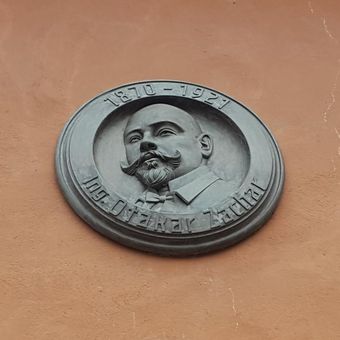 1870 - 1921
Ing. Otakar Zachar